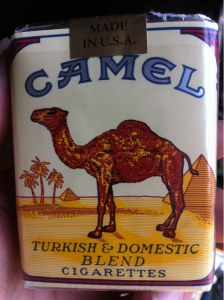 MADE
IN U.S.A.
CAMEL
TURKISH & DOMESTIC
BLEND
CIGARETTES